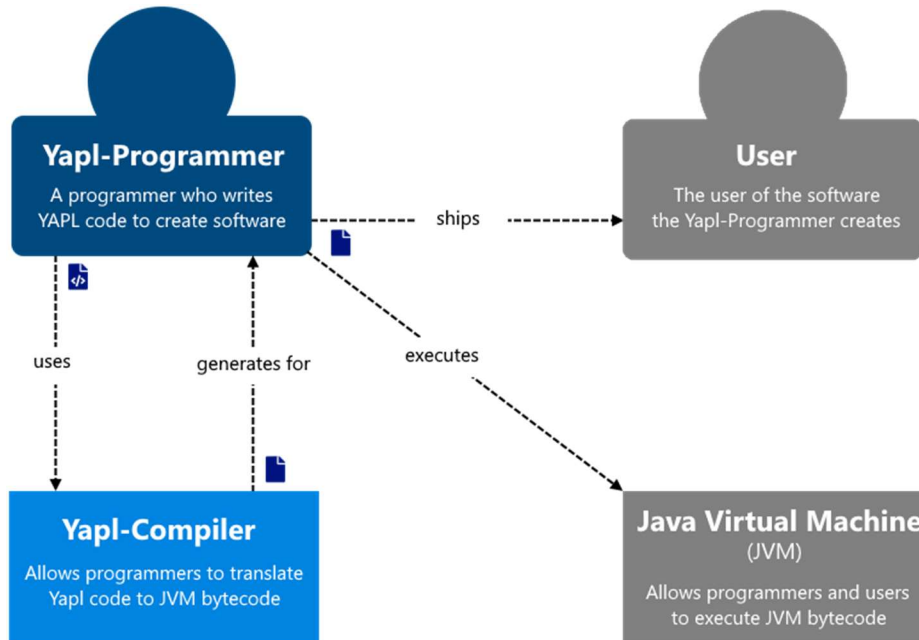 Yapl-Programmer
A programmer who writes
YAPL code to create software
User
The user of the software
the Yapl-Programmer creates
ships
</>
uses
generates for
executes
Yapl-Compiler
Allows programmers to translate
Yapl code to JVM bytecode
Java Virtual Machine
(JVM)
Allows programmers and users
to execute JVM bytecode